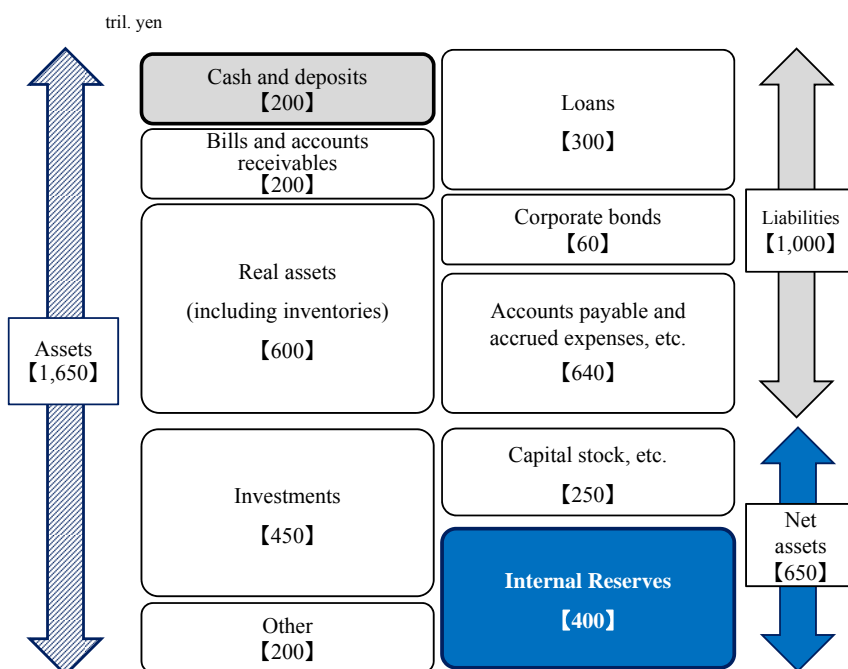 tril. yen
Cash and deposits
【200】
Bills and accounts
receivables
【200】
Real assets
(including inventories)
【600】
Investments
【450】
Other
【200】
Assets
【1,650】
Loans
【300】
Corporate bonds
【60】
Accounts payable and
accrued expenses, etc.
【640】
Capital stock, etc.
【250】
Internal Reserves
【400】
Liabilities
【1,000】
Net
assets
【650】